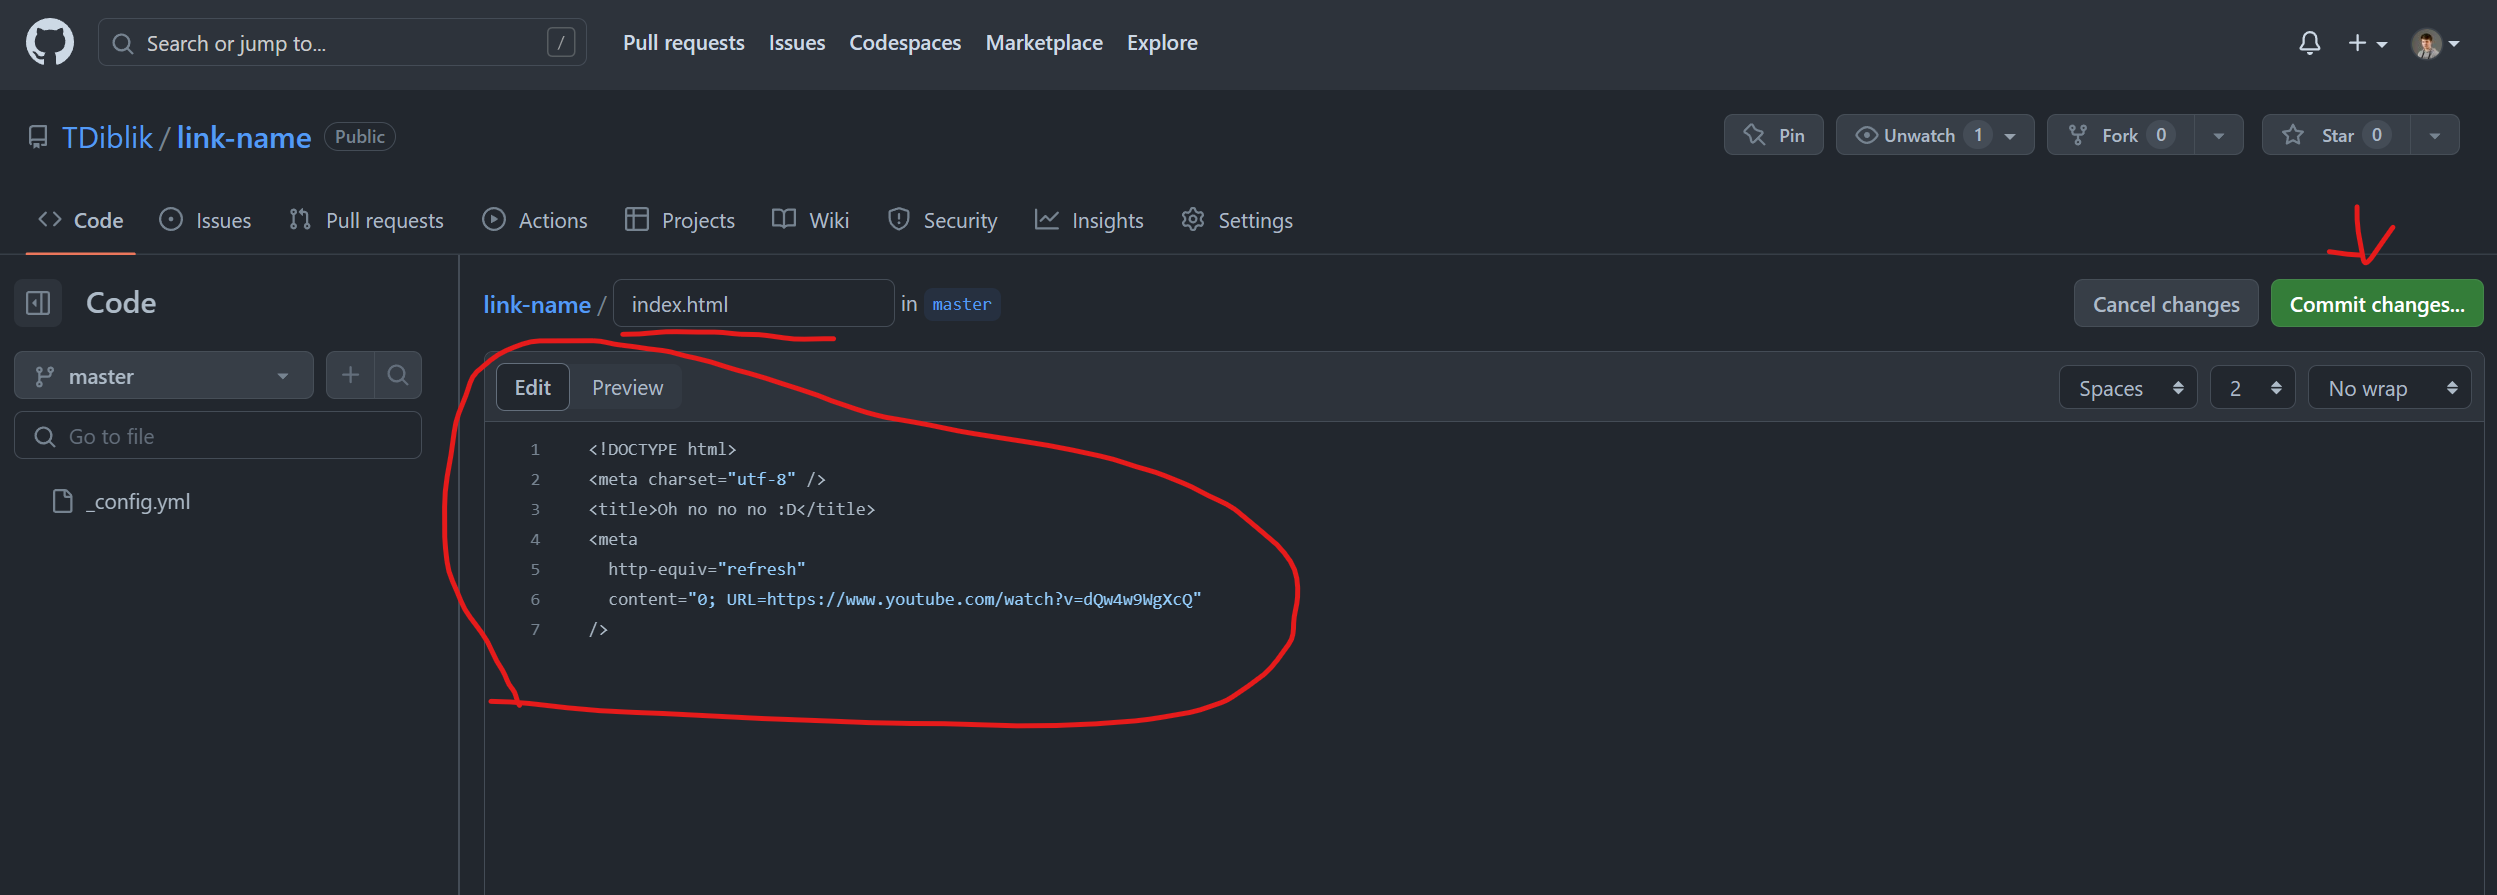 Search or jump to... / Pull requests Issues Codespaces Marketplace Explore
TDiblik / link-name Public Pin Unwatch 1 Fork 0 Star 0
Code Issues Pull requests Actions Projects Wiki Security Insights Settings
Code
link-name / index.html in master Cancel changes Commit changes...
master
Edit Preview Spaces 2 No wrap
Go to file
_config.yml
1 <!DOCTYPE html>
2 <meta charset="utf-8" />
3 <title>Oh no no no :D</title>
4 <meta
5 http-equiv="refresh"
6 content="0; URL=https://www.youtube.com/watch?v=dQw4w9WgXcQ"
7 />